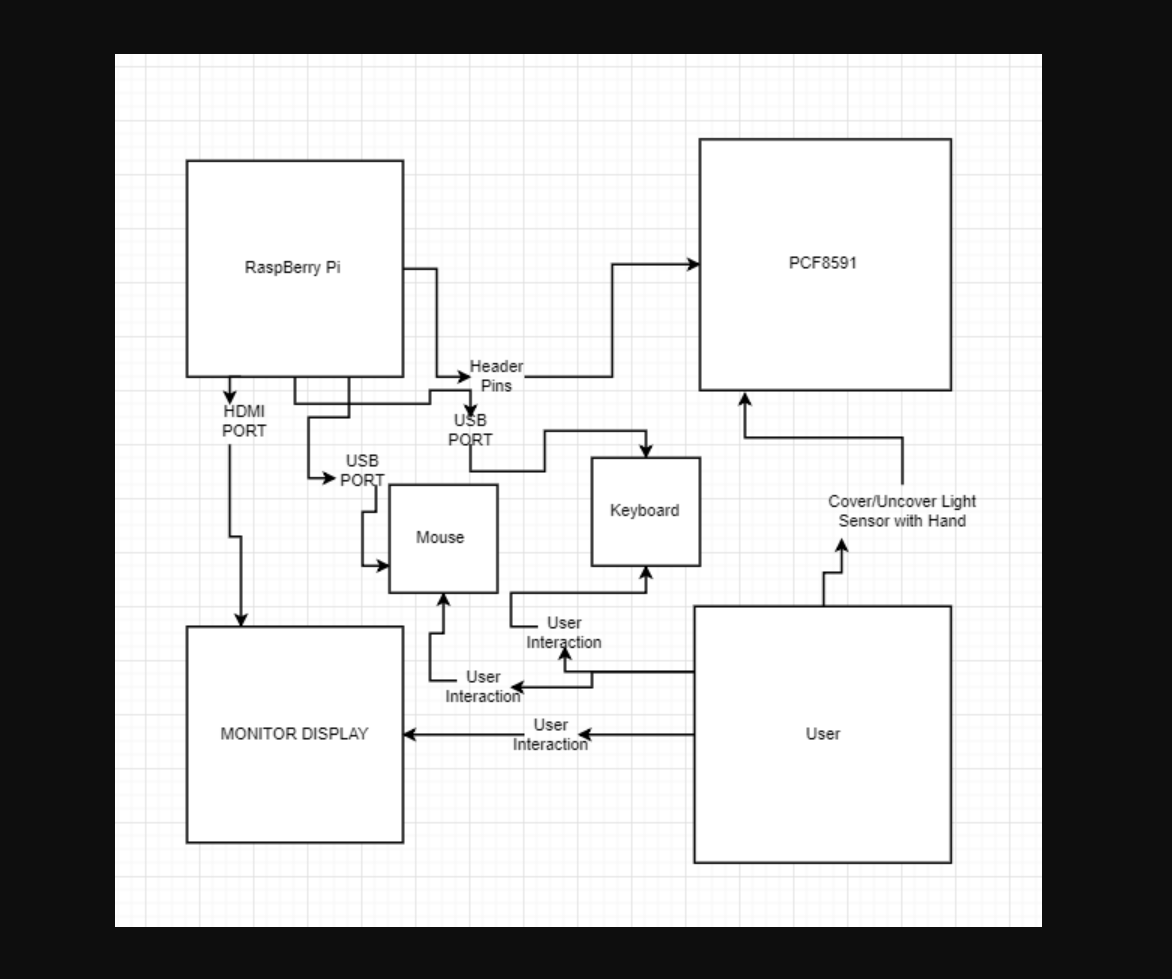 RaspBerry Pi
PCF8591
Header
Pins
HDMI
PORT
USB
PORT
USB
PORT
Mouse
Keyboard
Cover/Uncover Light
Sensor with Hand
User
Interaction
User
Interaction
User
Interaction
MONITOR DISPLAY
User